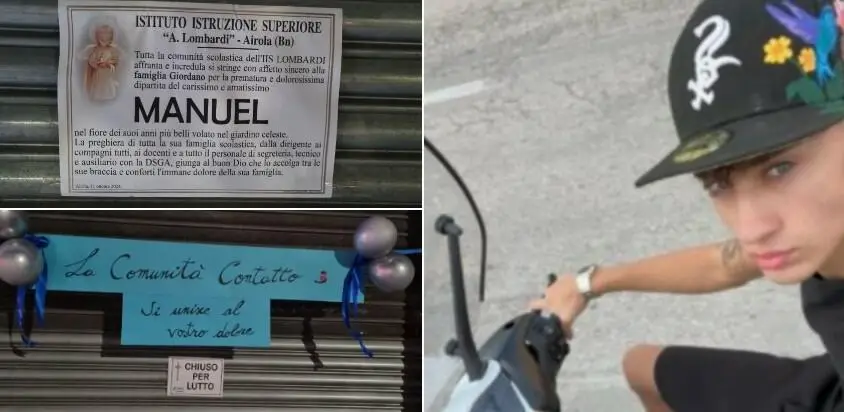 ISTITUTO ISTRUZIONE SUPERIORE
"A. Lombardi" - Airola (Bn)
Tutta la comunità scolastica dell'IIS LOMBARDI
affranta e incredula si stringe con affetto sincero alla
famiglia Giordano per la prematura e dolorosissima
dipartita del carissimo e amatissimo
MANUEL
nel fiore dei suoi anni più belli volato nel giardino celeste.
La preghiera di tutta la sua famiglia scolastica, dalla dirigente ai
compagni tutti, ai docenti e a tutto il personale di segreteria, tecnico
e ausiliario con la DSGA, giunga al buon Dio che lo accolga tra le
sue braccia e conforti l'immane dolore della sua famiglia.
La Comunità Contatto
Si unisce al
vostro dolore
CHIUSO
PER
LUTTO